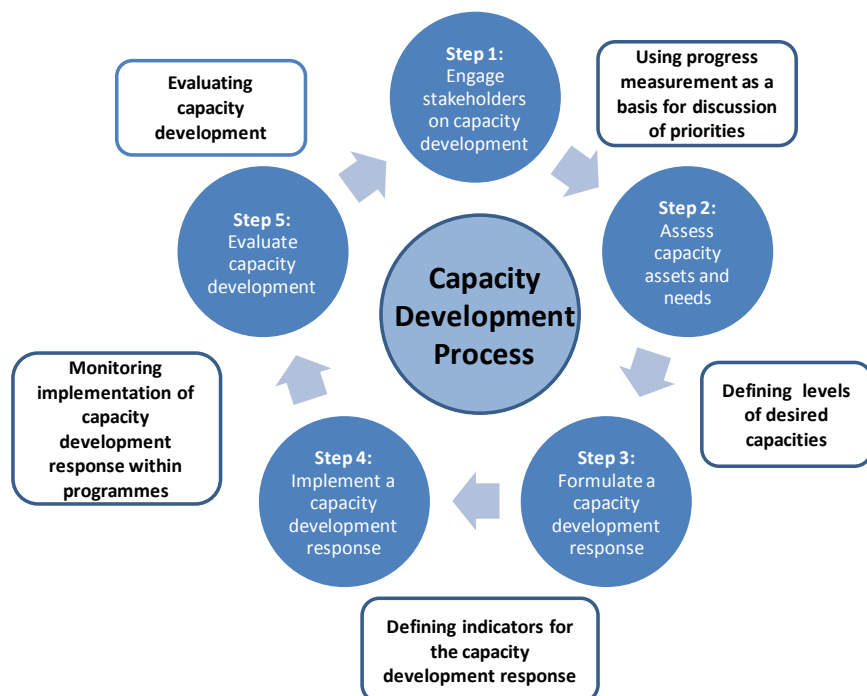 Step 1:
Engage
stakeholders
on capacity
development
Using progress
measurement as a
basis for discussion
of priorities
Step 2:
Assess
capacity
assets and
needs
Defining levels
of desired
capacities
Step 3:
Formulate a
capacity
development
response
Defining indicators for
the capacity
development response
Step 4:
Implement a
capacity
development
response
Monitoring
implementation of
capacity
development
response within
programmes
Step 5:
Evaluate
capacity
development
Evaluating
capacity
development
Capacity
Development
Process